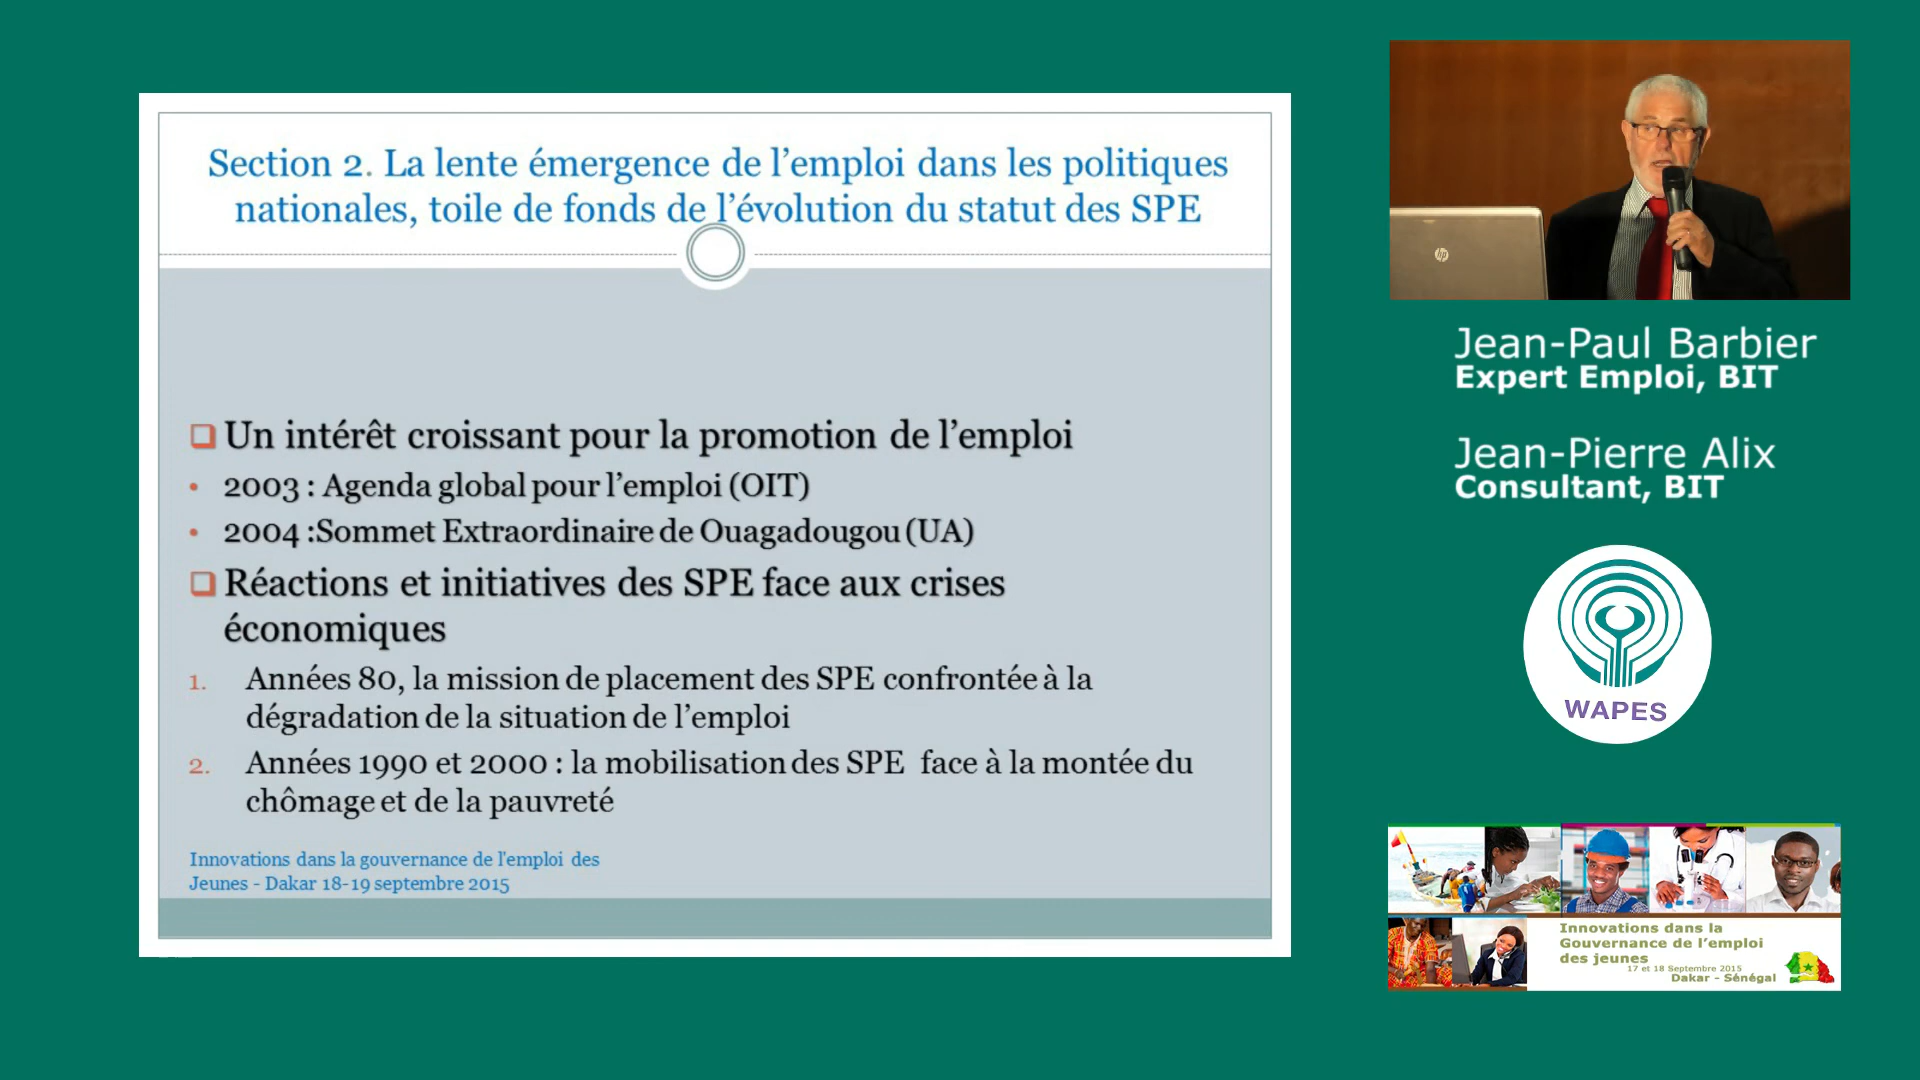 Section 2. La lente émergence de l’emploi dans les politiques
nationales, toile de fonds de l’évolution du statut des SPE
Un intérêt croissant pour la promotion de l’emploi
2003 : Agenda global pour l’emploi (OIT)
2004 :Sommet Extraordinaire de Ouagadougou (UA)
Réactions et initiatives des SPE face aux crises
économiques
1. Années 80, la mission de placement des SPE confrontée à la
dégradation de la situation de l’emploi
2. Années 1990 et 2000 : la mobilisation des SPE face à la montée du
chômage et de la pauvreté
Innovations dans la gouvernance de l'emploi des
Jeunes - Dakar 18-19 septembre 2015
hp
Jean-Paul Barbier
Expert Emploi, BIT
Jean-Pierre Alix
Consultant, BIT
WAPES
Innovations dans la
Gouvernance de l’emploi
des jeunes
17 et 18 Septembre 2015
Dakar - Sénégal